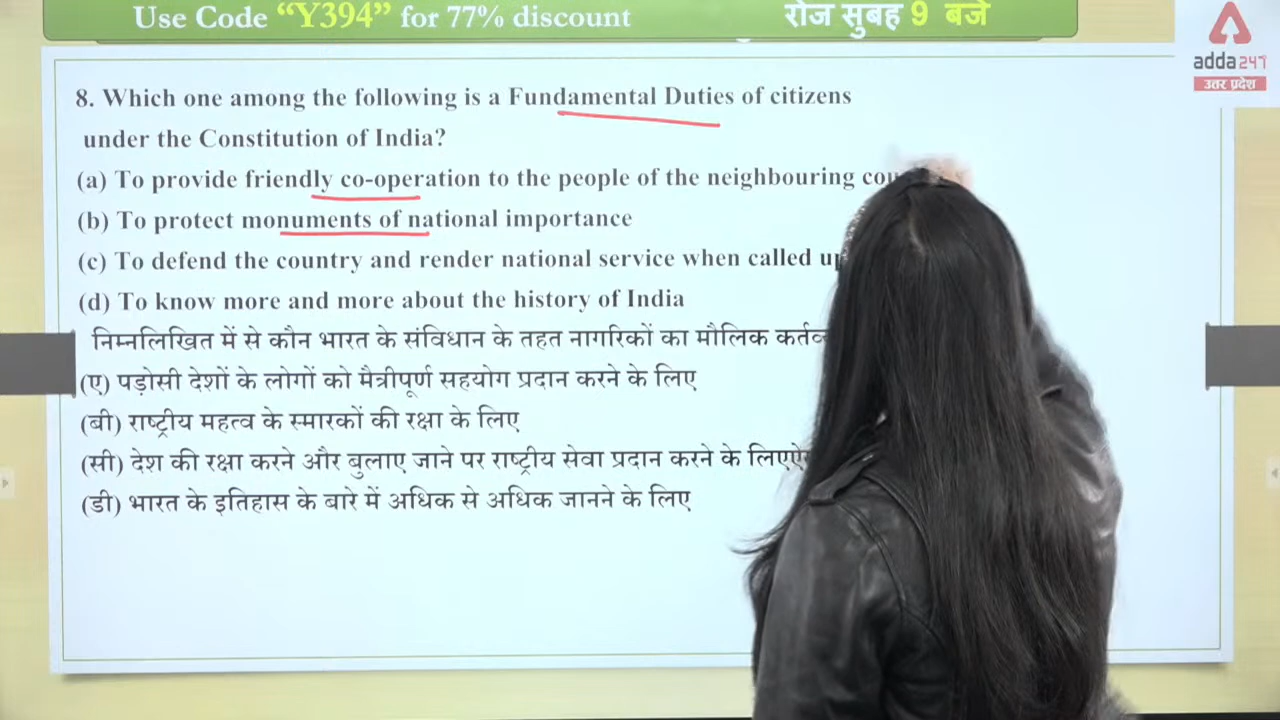 Use Code “Y394” for 77% discount
रोज सुबह 9 बजे
adda247
उत्तर प्रदेश
8. Which one among the following is a Fundamental Duties of citizens
under the Constitution of India?
(a) To provide friendly co-operation to the people of the neighbouring
(b) To protect monuments of national importance
(c) To defend the country and render national service when called
(d) To know more and more about the history of India
निम्नलिखित में से कौन भारत के संविधान के तहत नागरिकों का मौलिक
(ए) पड़ोसी देशों के लोगों को मैत्रीपूर्ण सहयोग प्रदान करने के लिए
(बी) राष्ट्रीय महत्व के स्मारकों की रक्षा के लिए
(सी) देश की रक्षा करने और बुलाए जाने पर राष्ट्रीय सेवा प्रदान करने के
(डी) भारत के इतिहास के बारे में अधिक से अधिक जानने के लिए